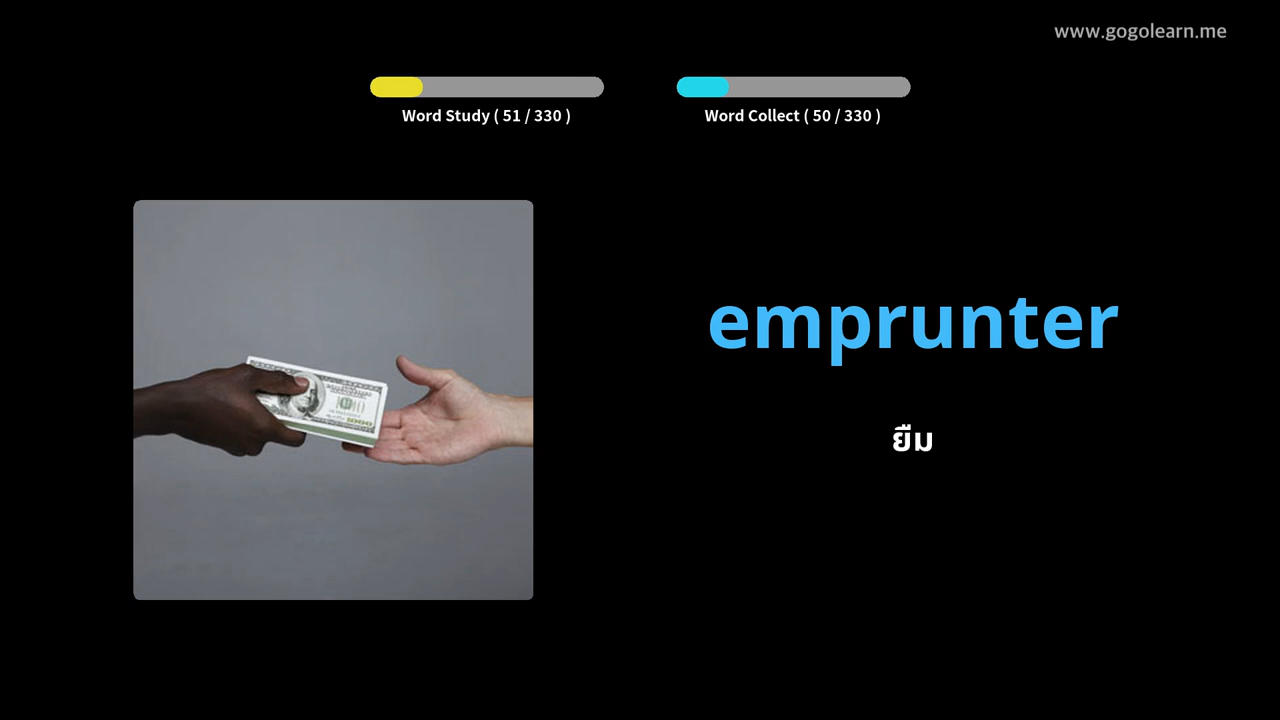 www.gogolearn.me
Word Study ( 51 / 330 )
Word Collect ( 50 / 330 )
emprunter
ยืม